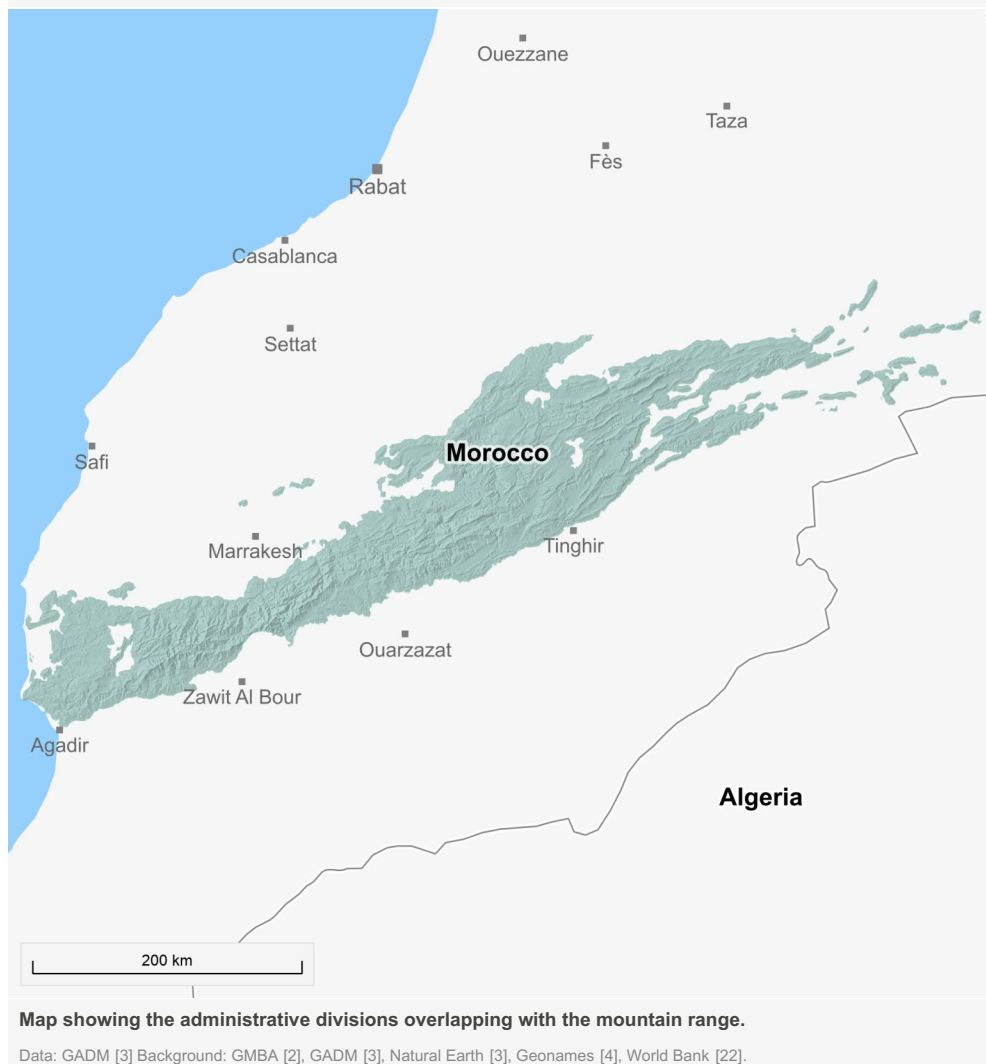 Ouezzane
Taza
Fès
Rabat
Casablanca
Settat
Morocco
Safi
Marrakesh
Tinghir
Ouarzazat
Zawit Al Bour
Agadir
Algeria
200 km
Map showing the administrative divisions overlapping with the mountain range.
Data: GADM [3] Background: GMBA [2], GADM [3], Natural Earth [3], Geonames [4], World Bank [22].